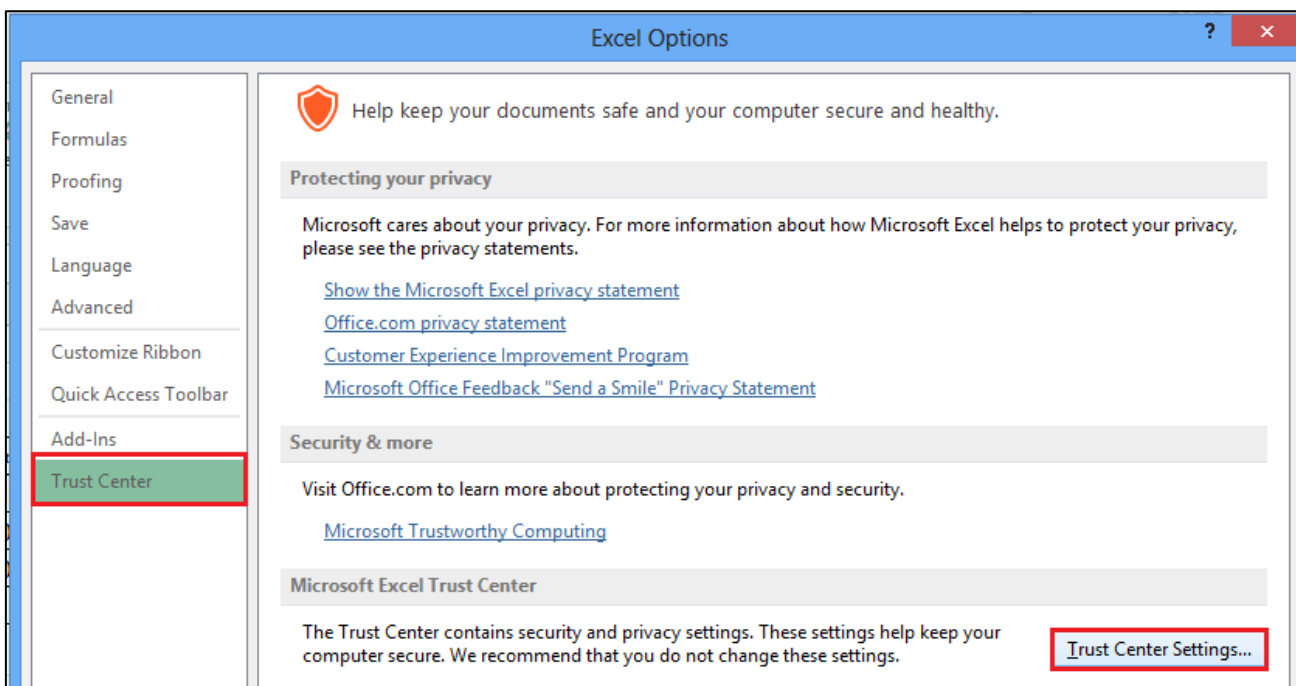 Excel Options
?
×
General
Formulas
Proofing
Save
Language
Advanced
Customize Ribbon
Quick Access Toolbar
Add-Ins
Trust Center
Help keep your documents safe and your computer secure and healthy.
Protecting your privacy
Microsoft cares about your privacy. For more information about how Microsoft Excel helps to protect your privacy,
please see the privacy statements.
Show the Microsoft Excel privacy statement
Office.com privacy statement
Customer Experience Improvement Program
Microsoft Office Feedback "Send a Smile" Privacy Statement
Security & more
Visit Office.com to learn more about protecting your privacy and security.
Microsoft Trustworthy Computing
Microsoft Excel Trust Center
The Trust Center contains security and privacy settings. These settings help keep your
computer secure. We recommend that you do not change these settings.
Trust Center Settings...